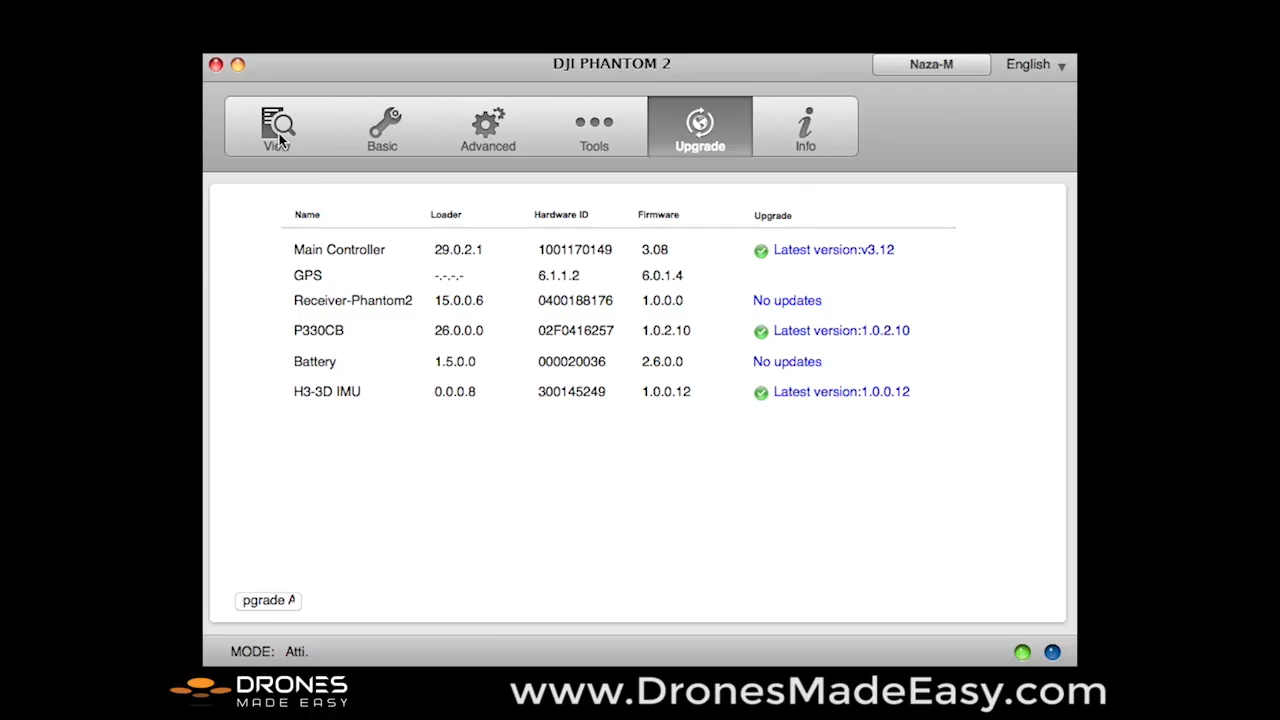 DJI PHANTOM 2
Naza-M
English
View Basic Advanced Tools Upgrade Info
Name Loader Hardware ID Firmware Upgrade
Main Controller 29.0.2.1 1001170149 3.08 Latest version:v3.12
GPS -.-.-.- 6.1.1.2 6.0.1.4
Receiver-Phantom2 15.0.0.6 0400188176 1.0.0.0 No updates
P330CB 26.0.0.0 02F0416257 1.0.2.10 Latest version:1.0.2.10
Battery 1.5.0.0 000020036 2.6.0.0 No updates
H3-3D IMU 0.0.0.8 300145249 1.0.0.12 Latest version:1.0.0.12
pgrade A
MODE: Atti.
DRONES
MADE EASY
www.DronesMadeEasy.com